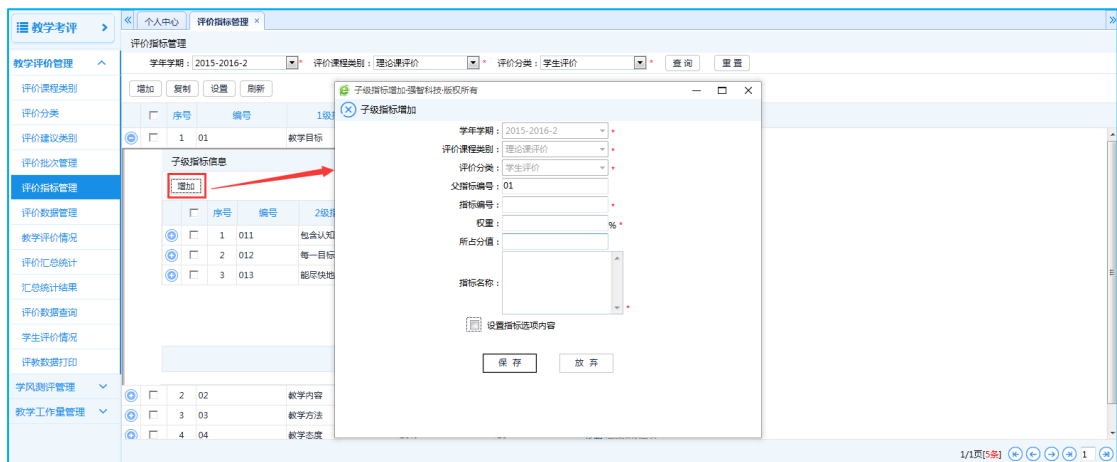 教学考评
个人中心 评价指标管理 ×
评价指标管理
教学评价管理
学年学期：2015-2016-2 * 评价课程类别：理论课评价 * 评价分类：学生评价 * 查询 重置
评价课程类别
增加 复制 设置 刷新
子级指标增加-强智科技-版权所有
子级指标增加
评价分类
序号 编号 1级
评价建议类别
1 01 教学目标
学年学期：2015-2016-2 *
评价课程类别：理论课评价 *
评价批次管理
子级指标信息
评价分类：学生评价 *
评价指标管理
增加
父指标编号：01
指标编号： *
评价数据管理
序号 编号 2级
权重： % *
教学评价情况
1 011 包含认知
所占分值：
评价汇总统计
2 012 每一目标
汇总统计结果
3 013 能尽快地
指标名称： *
评价数据查询
设置指标选项内容
学生评价情况
评教数据打印
保存 放弃
学风测评管理
2 02 教学内容
教学工作量管理
3 03 教学方法
4 04 教学态度
1/1页[5条] 1